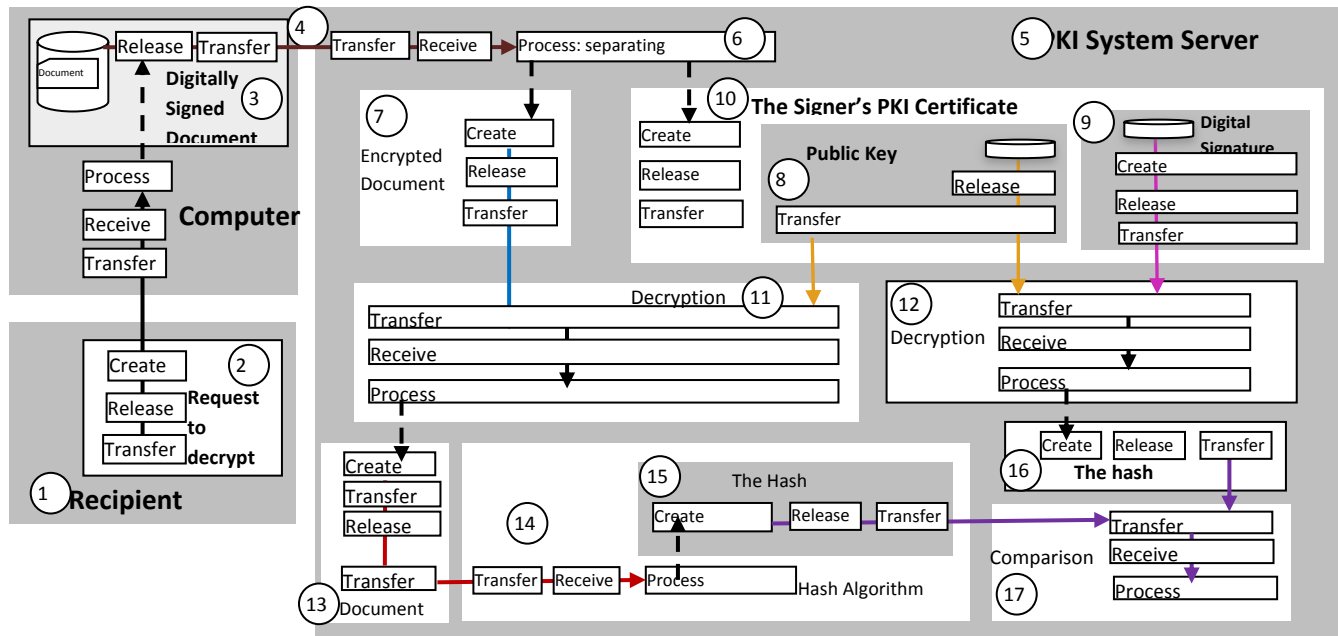 Document
Release
Transfer
Digitally
Signed
Document
3
4
Transfer
Receive
Process: separating
6
5
KI System Server
Process
Receive
Transfer
Computer
1
Recipient
2
Create
Release
Transfer
Request
to
decrypt
7
Encrypted
Document
Create
Release
Transfer
10
The Signer's PKI Certificate
Create
Release
Transfer
8
Public Key
Release
Transfer
9
Digital
Signature
Create
Release
Transfer
Decryption
11
Transfer
Receive
Process
12
Decryption
Transfer
Receive
Process
13
Document
Create
Transfer
Release
Transfer
14
Transfer
Receive
Process
Hash Algorithm
15
The Hash
Create
Release
Transfer
Create
Release
Transfer
16
The hash
Comparison
17
Transfer
Receive
Process